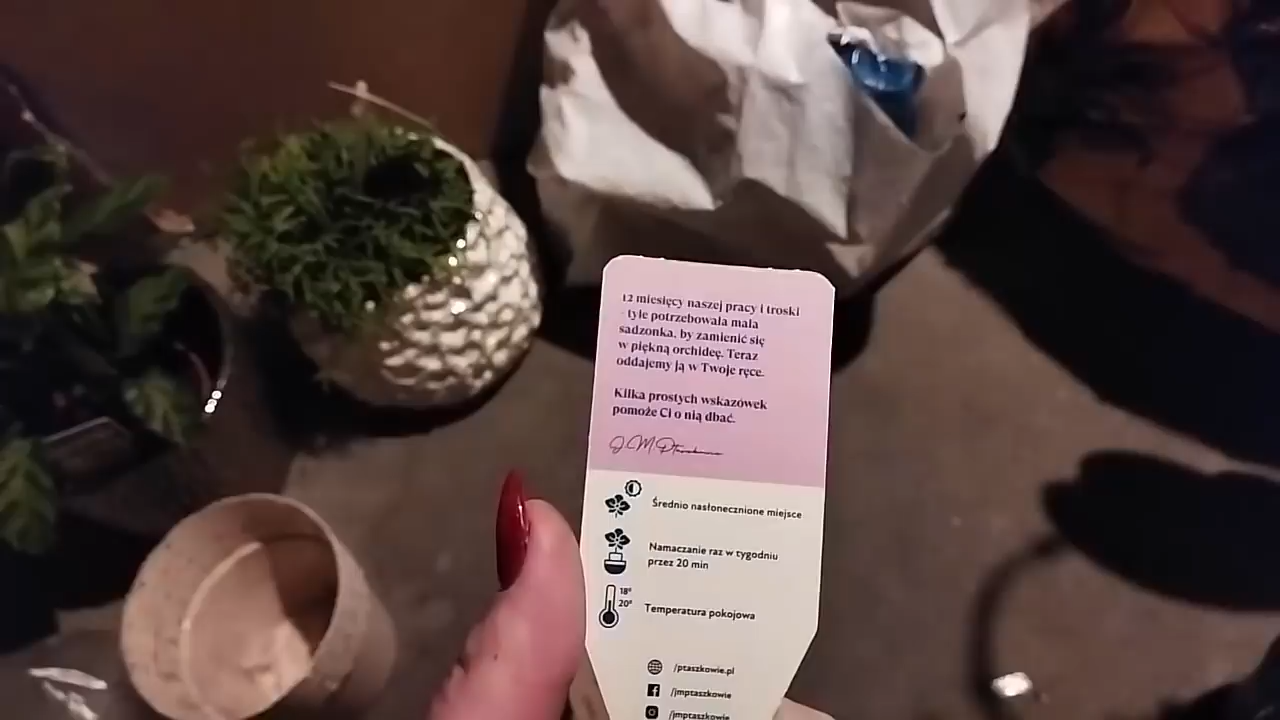 12 miesięcy naszej pracy i troski
- tyle potrzebowała mała
sadzonka, by zamienić się
w piękną orchideę. Teraz
oddajemy ją w Twoje ręce.
Kilka prostych wskazówek
pomoże Ci o nią dbać.
Średnio nasłonecznione miejsce
Namaczanie raz w tygodniu
przez 20 min
18°
20°
Temperatura pokojowa
/ptaszkowie.pl
/jmptaszkowie
/jmptaszkowie